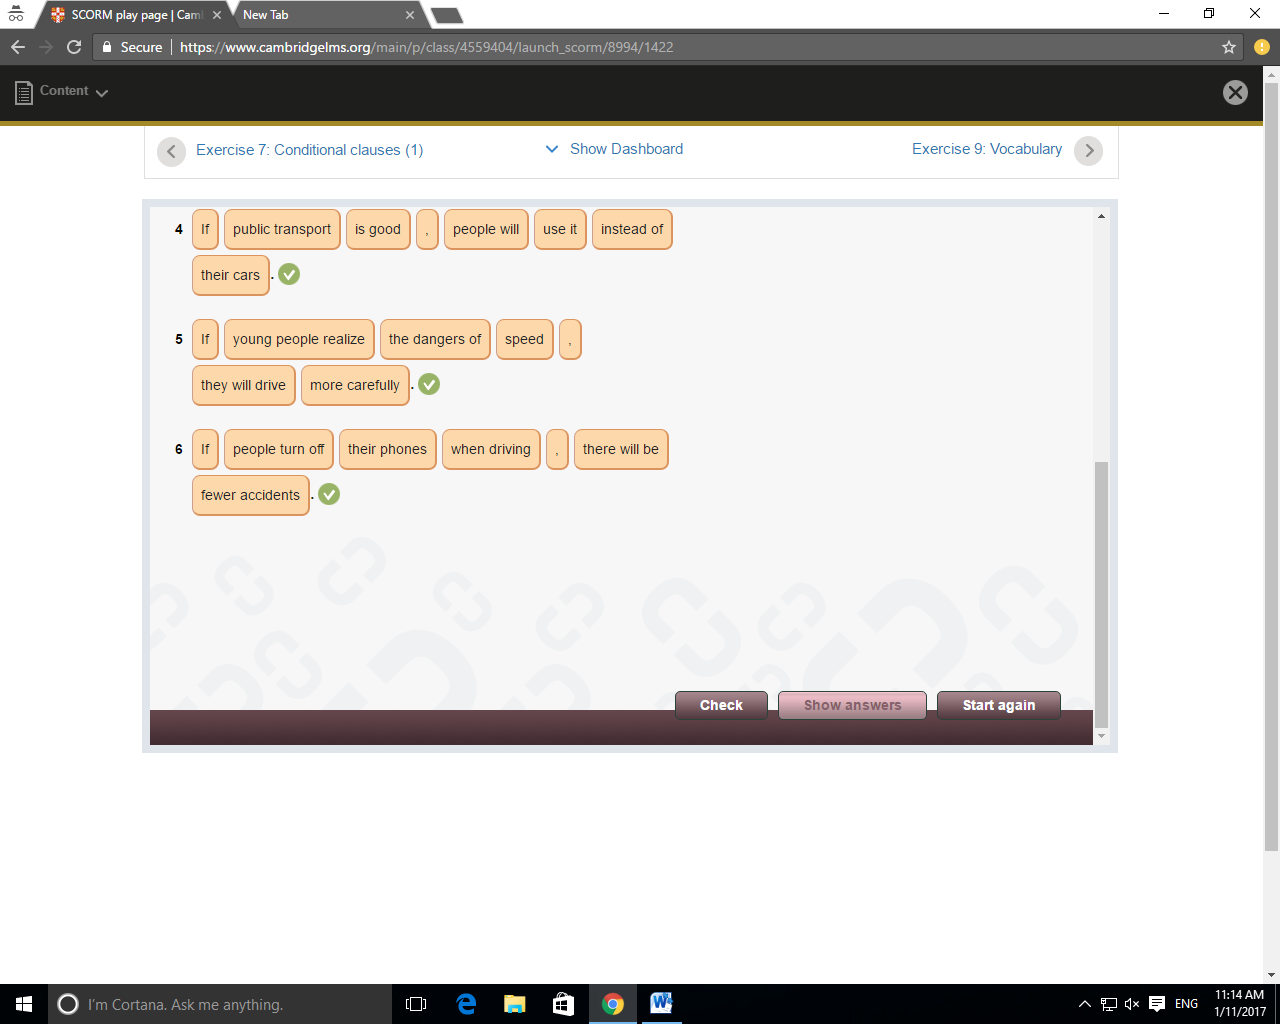 SCORM play page | Cam
New Tab
Secure
https://www.cambridgelms.org/main/p/class/4559404/launch_scorm/8994/1422
Content
Exercise 7: Conditional clauses (1)
Show Dashboard
Exercise 9: Vocabulary
4 If public transport is good , people will use it instead of
their cars .
5 If young people realize the dangers of speed ,
they will drive more carefully .
6 If people turn off their phones when driving , there will be
fewer accidents .
Check
Show answers
Start again
I'm Cortana. Ask me anything.
ENG
11:14 AM
1/11/2017